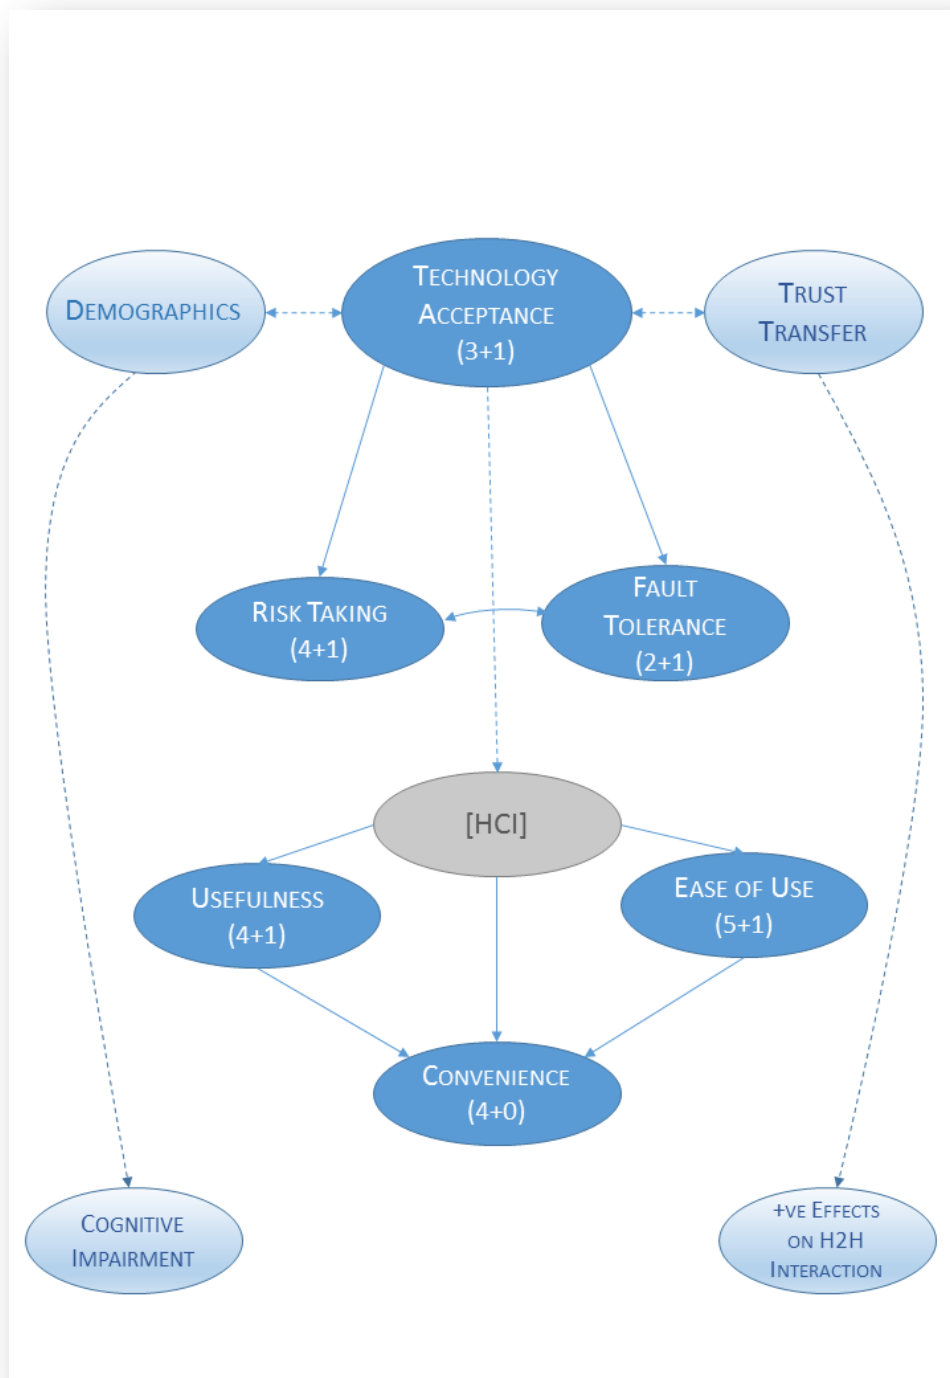 DEMOGRAPHICS
TECHNOLOGY
ACCEPTANCE
(3+1)
TRUST
TRANSFER
RISK TAKING
(4+1)
FAULT
TOLERANCE
(2+1)
[HCI]
USEFULNESS
(4+1)
EASE OF USE
(5+1)
CONVENIENCE
(4+0)
COGNITIVE
IMPAIRMENT
+VE EFFECTS
ON H2H
INTERACTION